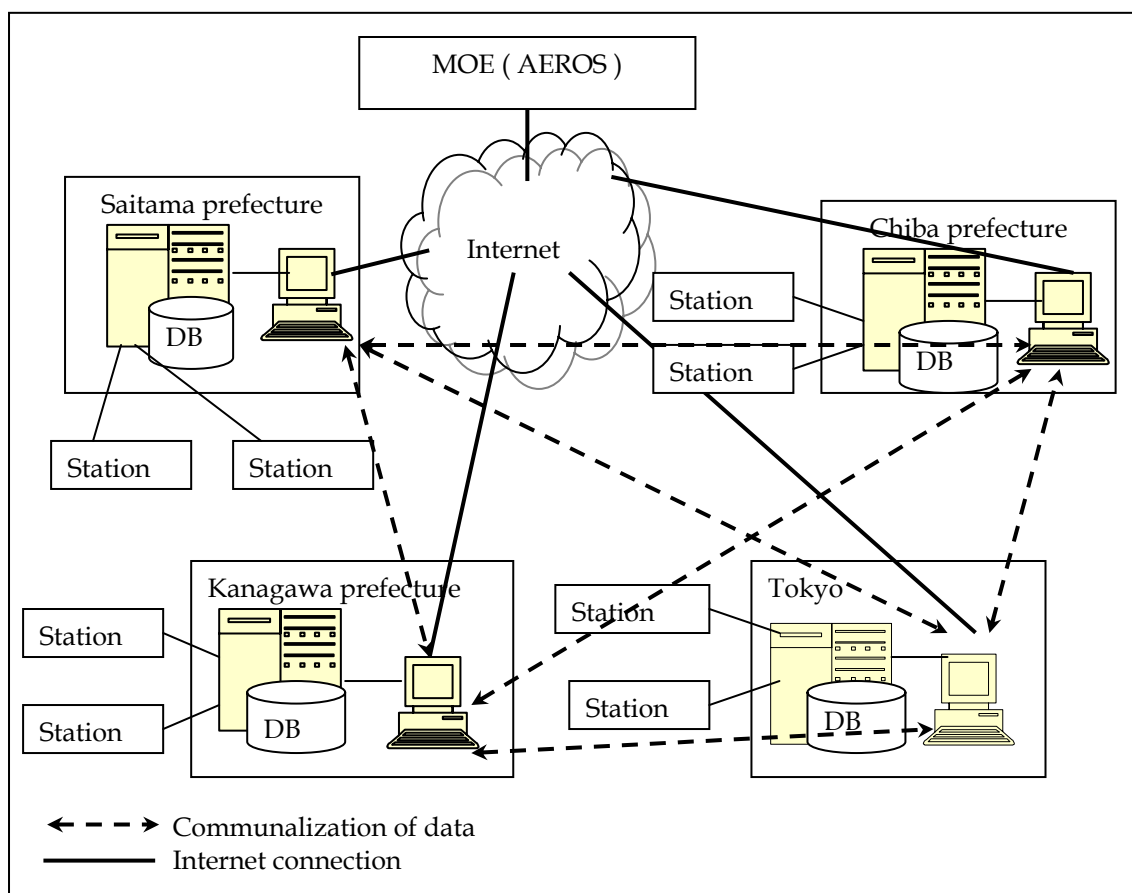 MOE ( AEROS )
Saitama prefecture
DB
Station
Station
Internet
Chiba prefecture
Station
Station
DB
Kanagawa prefecture
Station
Station
DB
Tokyo
Station
Station
DB
Communalization of data
Internet connection